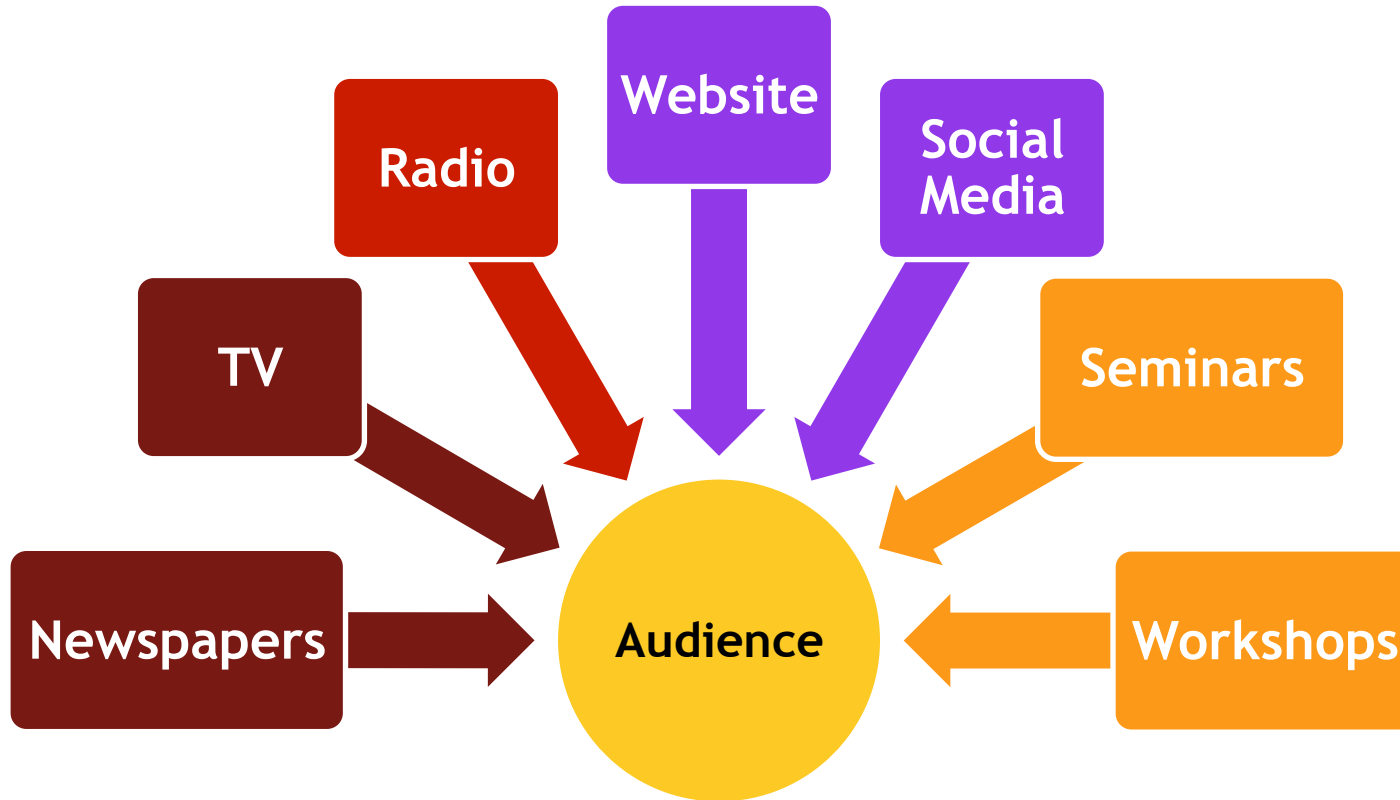 Website
Social
Media
Radio
TV
Seminars
Newspapers
Audience
Workshops